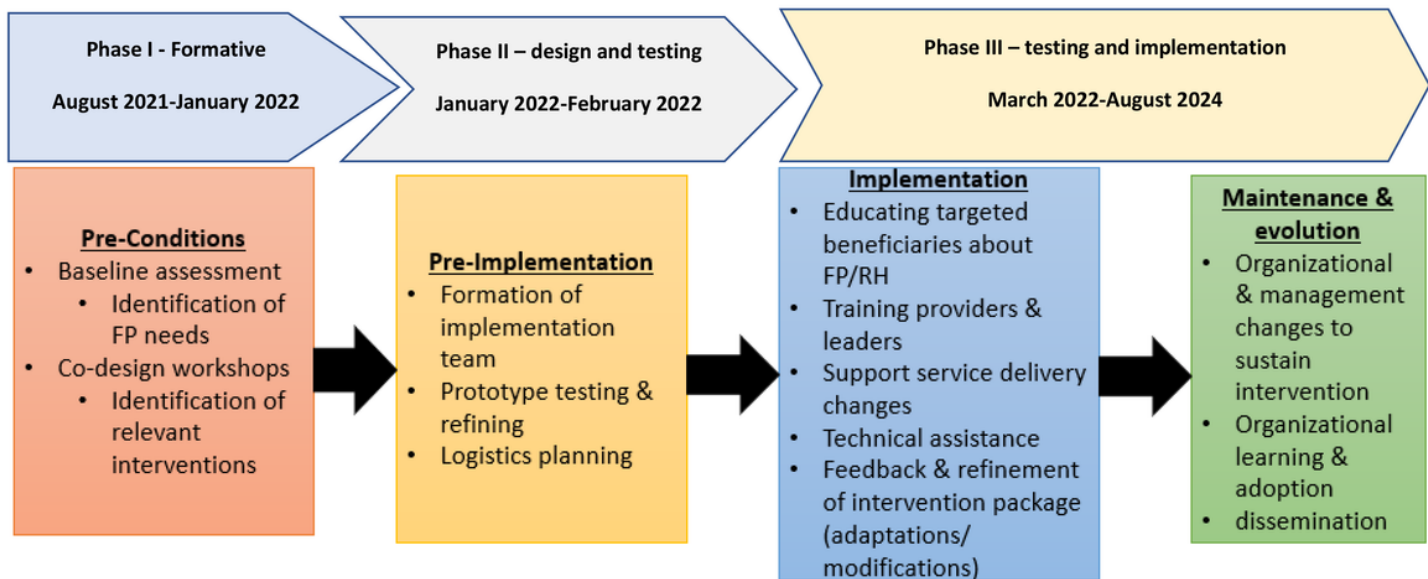 Phase I - Formative
August 2021-January 2022
Phase II – design and testing
January 2022-February 2022
Phase III – testing and implementation
March 2022-August 2024
Pre-Conditions
• Baseline assessment
• Identification of
FP needs
• Co-design workshops
• Identification of
relevant
interventions
Pre-Implementation
• Formation of
implementation
team
• Prototype testing &
refining
• Logistics planning
Implementation
• Educating targeted
beneficiaries about
FP/RH
• Training providers &
leaders
• Support service delivery
changes
• Technical assistance
• Feedback & refinement
of intervention package
(adaptations/
modifications)
Maintenance &
evolution
• Organizational
& management
changes to
sustain
intervention
• Organizational
learning &
adoption
• dissemination